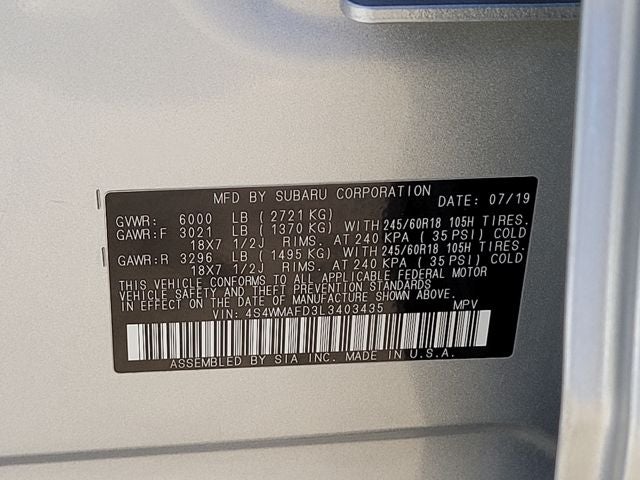 MFD BY SUBARU CORPORATION DATE: 07/19
GVWR: 6000 LB ( 2721 KG)
GAWR:F 3021 LB ( 1370 KG) WITH 245/60R18 105H TIRES.
18X7 1/2J RIMS. AT 240 KPA ( 35 PSI) COLD
GAWR:R 3296 LB ( 1495 KG) WITH 245/60R18 105H TIRES.
18X7 1/2J RIMS. AT 240 KPA ( 35 PSI) COLD
THIS VEHICLE CONFORMS TO ALL APPLICABLE FEDERAL MOTOR
VEHICLE SAFETY AND THEFT PREVENTION STANDARDS
IN EFFECT ON THE DATE OF MANUFACTURE SHOWN ABOVE.
VIN: 4S4WMAFD3L3403435 MPV
ASSEMBLED BY SIA INC. MADE IN U.S.A.